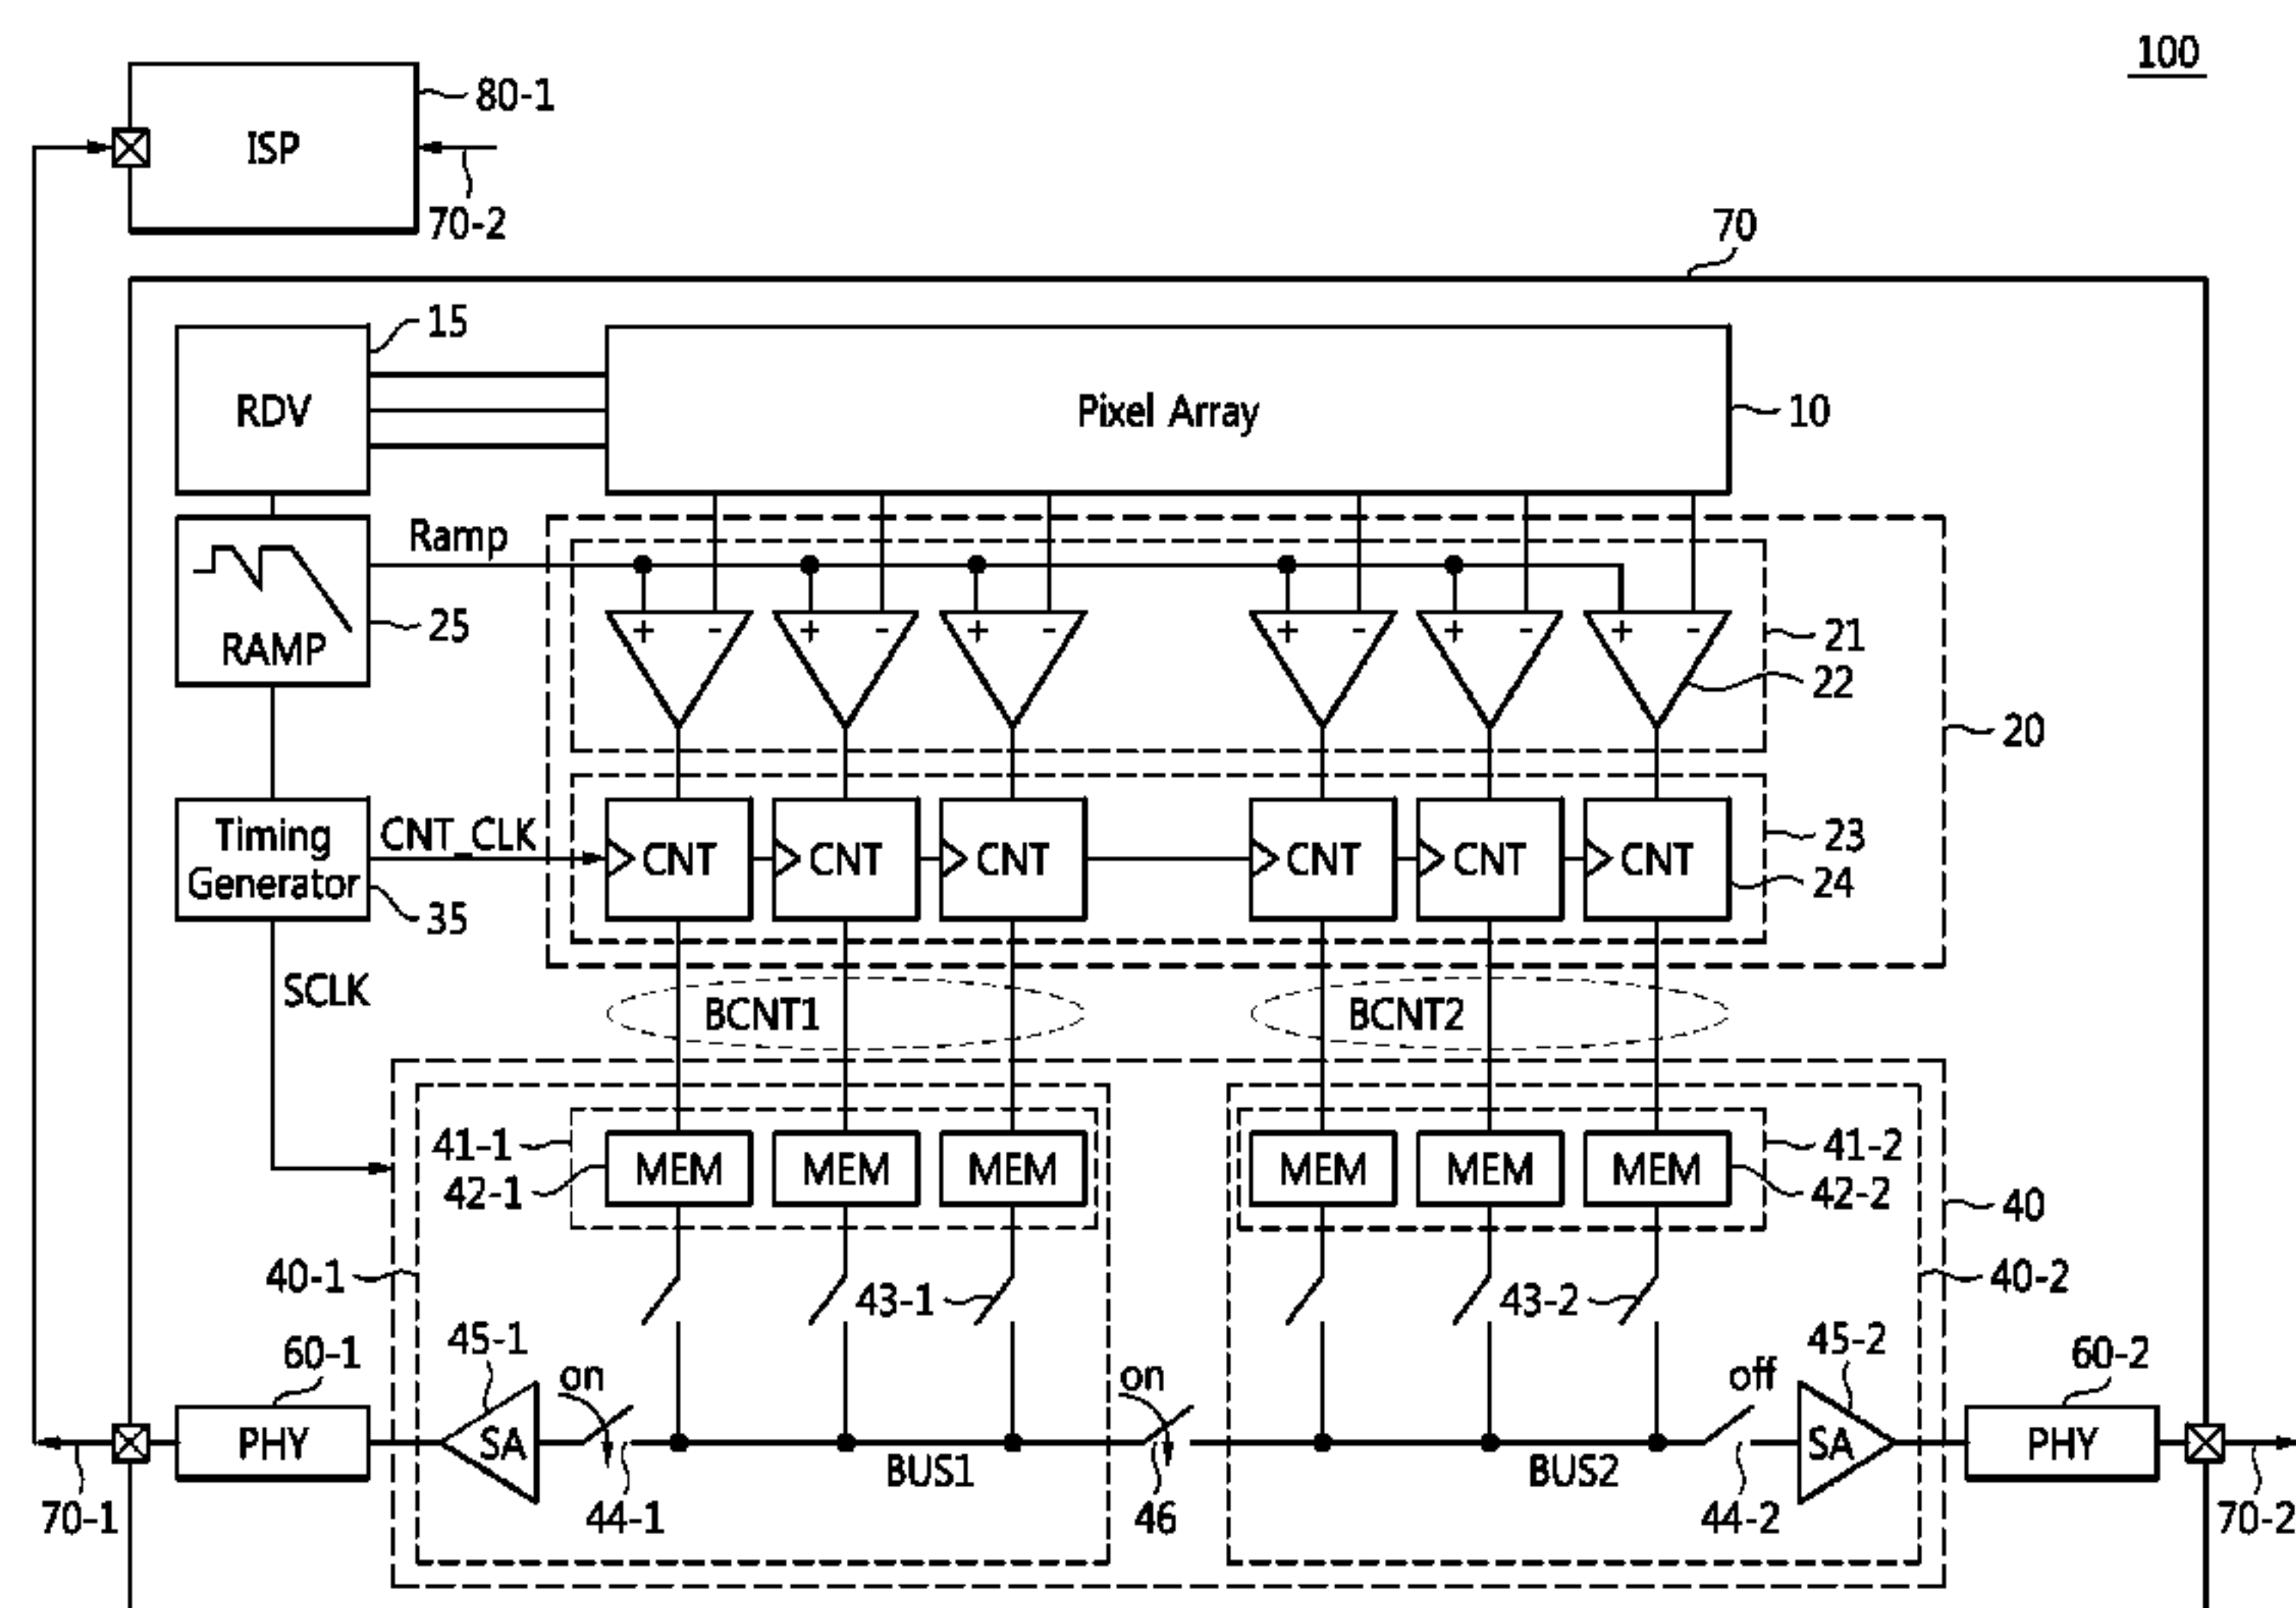 100
80-1
ISP
70-2
70
15
RDV
Pixel Array
10
Ramp
RAMP
25
+ - + - + - + - + - + -
21
22
20
Timing
Generator
35
CNT_CLK
CNT CNT CNT CNT CNT CNT
23
24
SCLK
BCNT1 BCNT2
41-1
42-1
MEM MEM MEM MEM MEM MEM
41-2
42-2
40
40-1
43-1
43-2
40-2
60-1
45-1
on
on
off
45-2
60-2
PHY
SA
SA
PHY
BUS1
BUS2
70-1
44-1
46
44-2
70-2